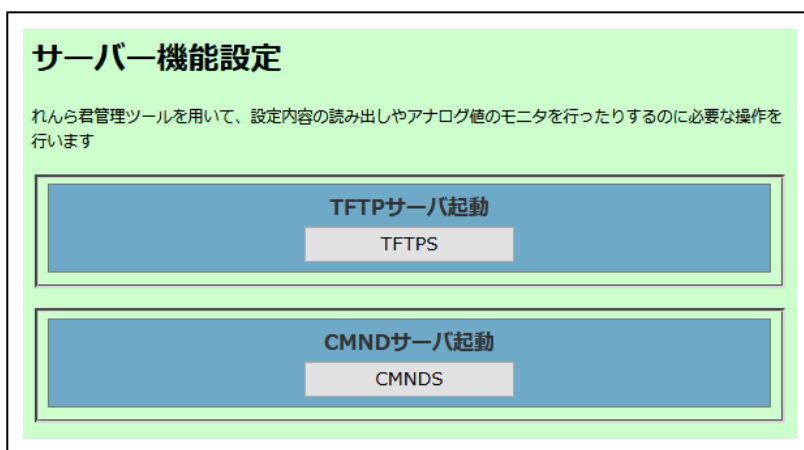 サーバー機能設定
れんら君管理ツールを用いて、設定内容の読み出しやアナログ値のモニタを行ったりするのに必要な操作を
行います
TFTPサーバ起動
TFTPS
CMNDサーバ起動
CMNDS